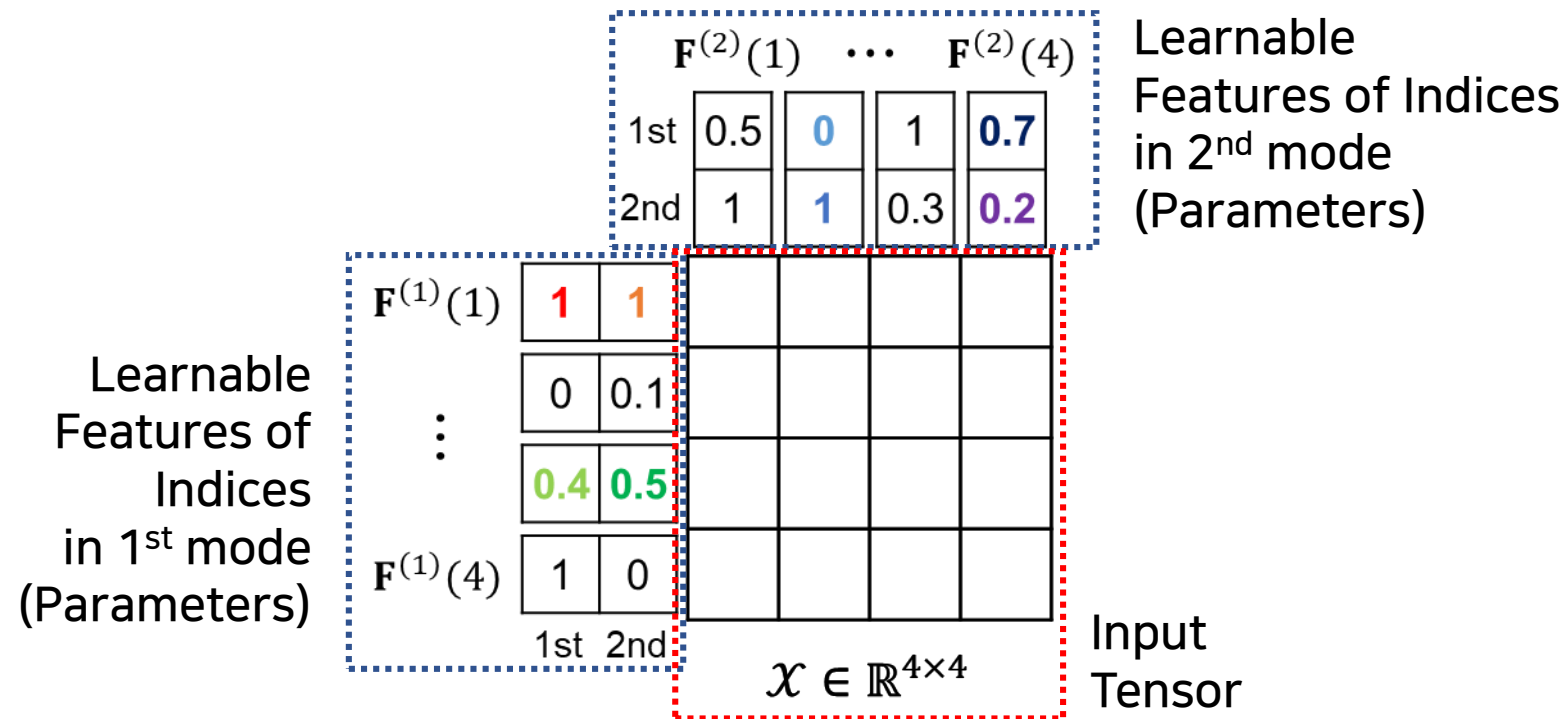 F⁽²⁾(1) ⋯ F⁽²⁾(4)
1st 0.5 0 1 0.7
2nd 1 1 0.3 0.2
Learnable
Features of Indices
in 2nd mode
(Parameters)
Learnable
Features of
Indices
in 1st mode
(Parameters)
F⁽¹⁾(1) 1 1
0 0.1
⋮
0.4 0.5
F⁽¹⁾(4) 1 0
1st 2nd
𝒳 ∈ ℝ⁴ˣ⁴
Input
Tensor